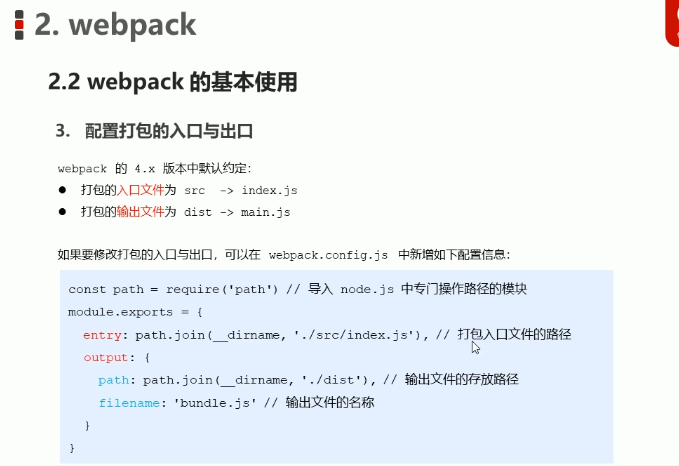 2. webpack
2.2 webpack 的基本使用
3. 配置打包的入口与出口
webpack 的 4.x 版本中默认约定:
● 打包的入口文件为 src -> index.js
● 打包的输出文件为 dist -> main.js
如果要修改打包的入口与出口，可以在 webpack.config.js 中新增如下配置信息:
const path = require('path') // 导入 node.js 中专门操作路径的模块
module.exports = {
entry: path.join(__dirname, './src/index.js'), // 打包入口文件的路径
output: {
path: path.join(__dirname, './dist'), // 输出文件的存放路径
filename: 'bundle.js' // 输出文件的名称
}
}